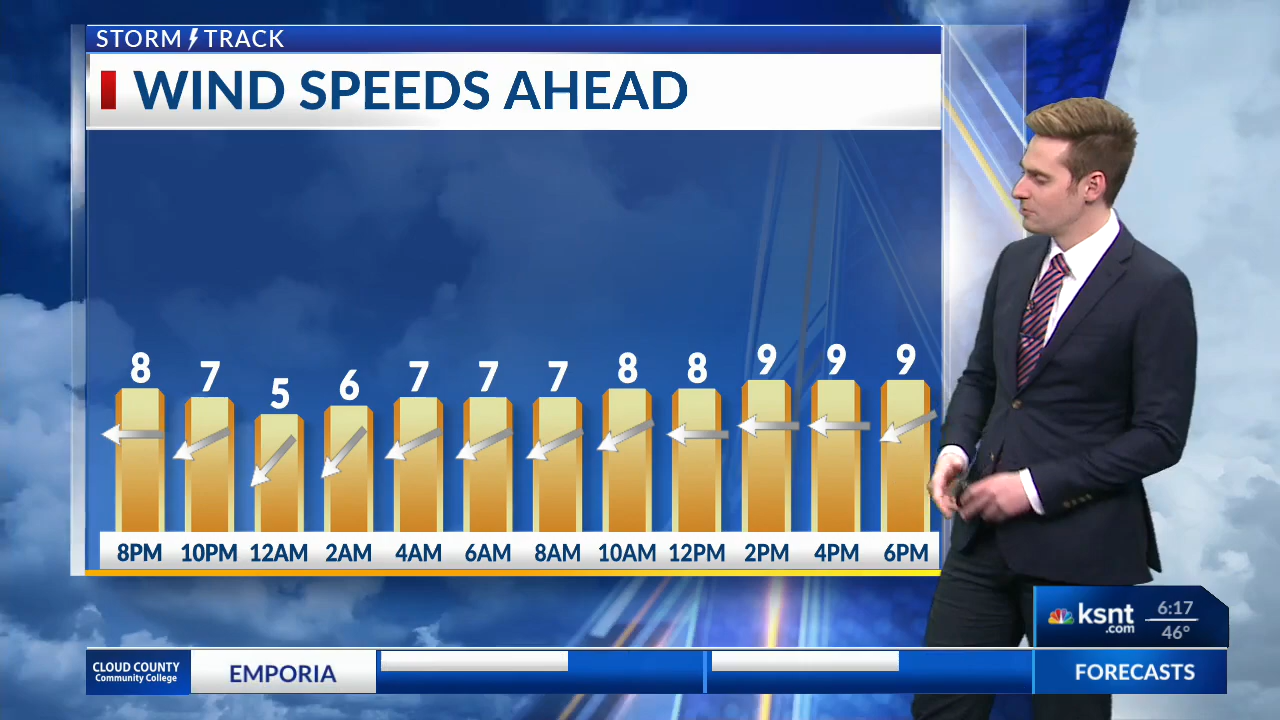 STORM TRACK
WIND SPEEDS AHEAD
8 7 5 6 7 7 7 8 8 9 9 9
8PM 10PM 12AM 2AM 4AM 6AM 8AM 10AM 12PM 2PM 4PM 6PM
ksnt
.com
6:17
46°
CLOUD COUNTY
Community College
EMPORIA
FORECASTS